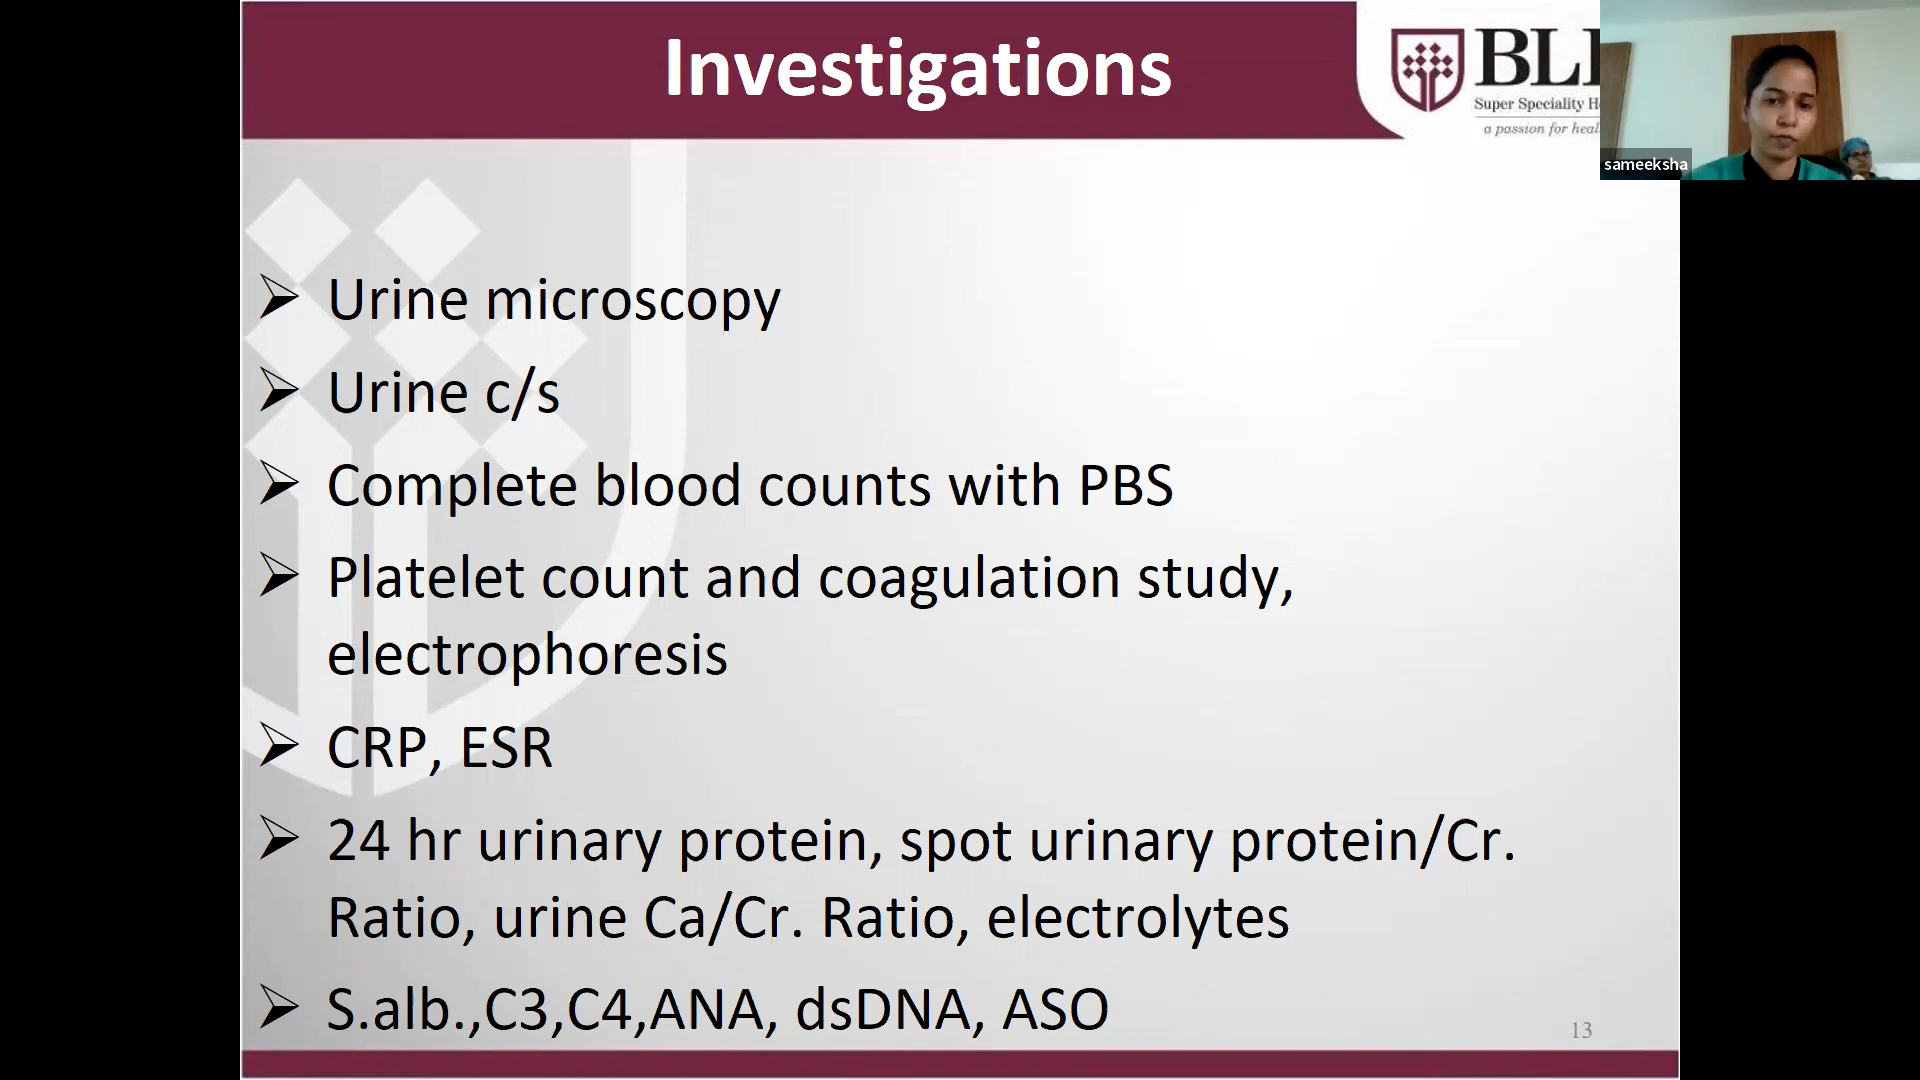 Investigations
BLK
Super Speciality
a passion for
sameeksha
➢ Urine microscopy
➢ Urine c/s
➢ Complete blood counts with PBS
➢ Platelet count and coagulation study,
electrophoresis
➢ CRP, ESR
➢ 24 hr urinary protein, spot urinary protein/Cr.
Ratio, urine Ca/Cr. Ratio, electrolytes
➢ S.alb.,C3,C4,ANA, dsDNA, ASO
13